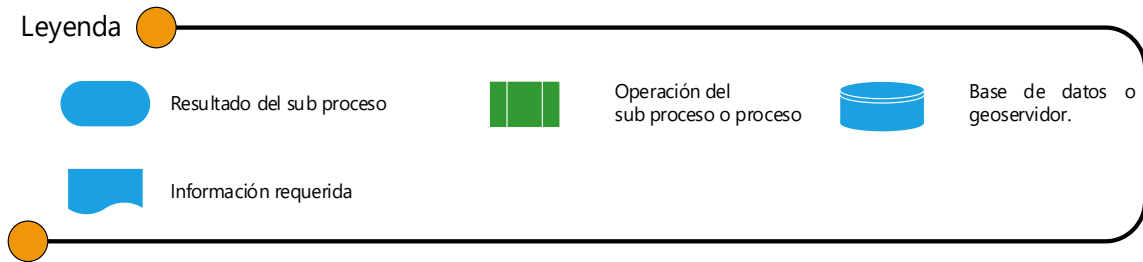 Leyenda
Resultado del sub proceso
Operación del
sub proceso o proceso
Base de datos o
geoservidor.
Información requerida